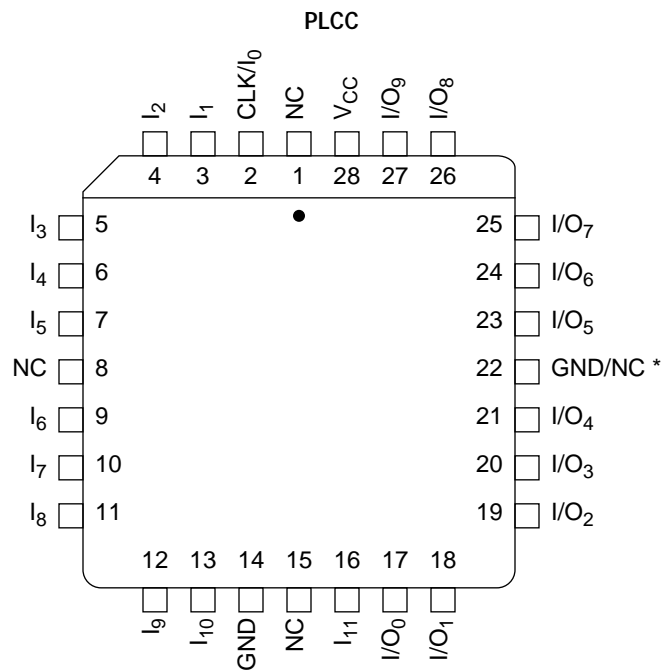 PLCC
I2 I1 CLK/I0 NC VCC I/O9 I/O8
4 3 2 1 28 27 26
I3 5 25 I/O7
I4 6 24 I/O6
I5 7 23 I/O5
NC 8 22 GND/NC *
I6 9 21 I/O4
I7 10 20 I/O3
I8 11 19 I/O2
12 13 14 15 16 17 18
I9 I10 GND NC I11 I/O0 I/O1